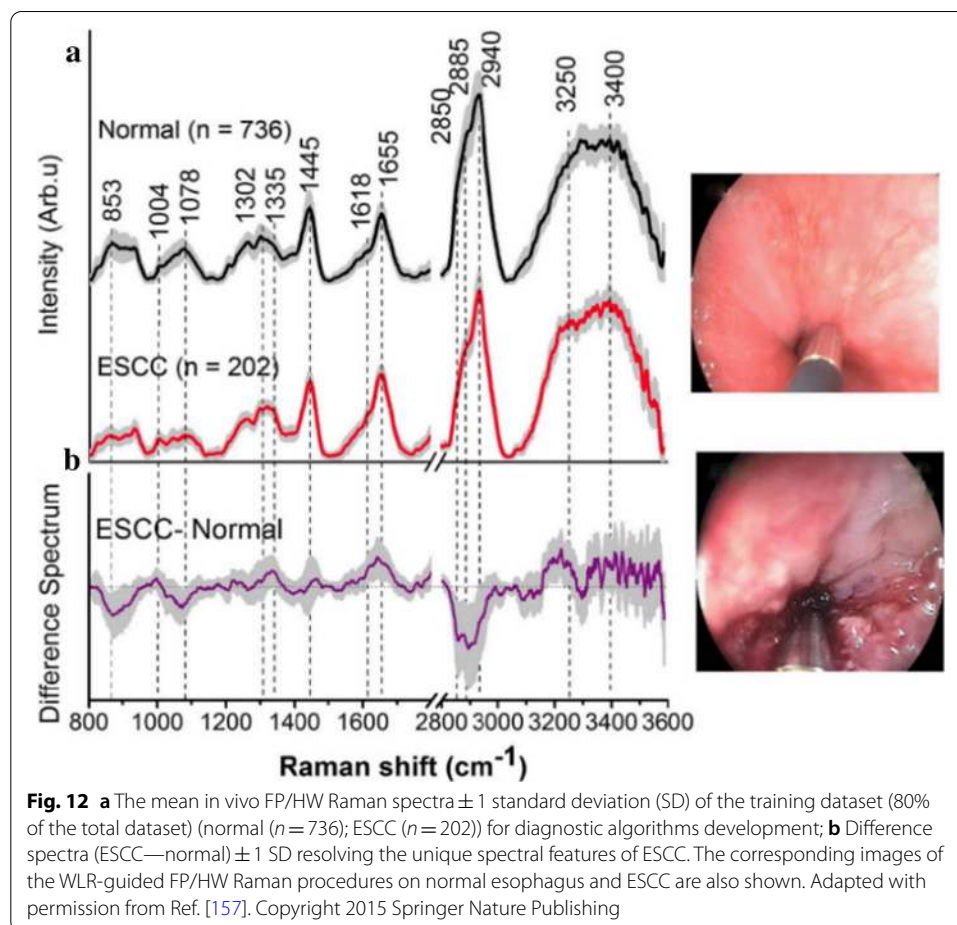 a
853
1004
1078
1302
1335
1445
1618
1655
2850
2885
2940
3250
3400
Normal (n = 736)
Intensity (Arb.u)
ESCC (n = 202)
b
ESCC- Normal
Difference Spectrum
800 1000 1200 1400 1600 2800 3000 3200 3400 3600
Raman shift (cm⁻¹)
Fig. 12 a The mean in vivo FP/HW Raman spectra ± 1 standard deviation (SD) of the training dataset (80%
of the total dataset) (normal (n = 736); ESCC (n = 202)) for diagnostic algorithms development; b Difference
spectra (ESCC—normal) ± 1 SD resolving the unique spectral features of ESCC. The corresponding images of
the WLR-guided FP/HW Raman procedures on normal esophagus and ESCC are also shown. Adapted with
permission from Ref. [157]. Copyright 2015 Springer Nature Publishing